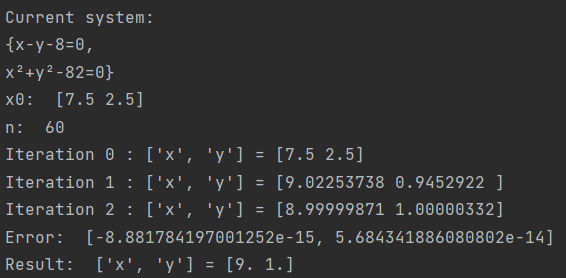 Current system:
{x-y-8=0,
x²+y²-82=0}
x0:  [7.5 2.5]
n:  60
Iteration 0 : ['x', 'y'] = [7.5 2.5]
Iteration 1 : ['x', 'y'] = [9.02253738 0.9452922 ]
Iteration 2 : ['x', 'y'] = [8.99999871 1.00000332]
Error:  [-8.881784197001252e-15, 5.684341886080802e-14]
Result:  ['x', 'y'] = [9. 1.]